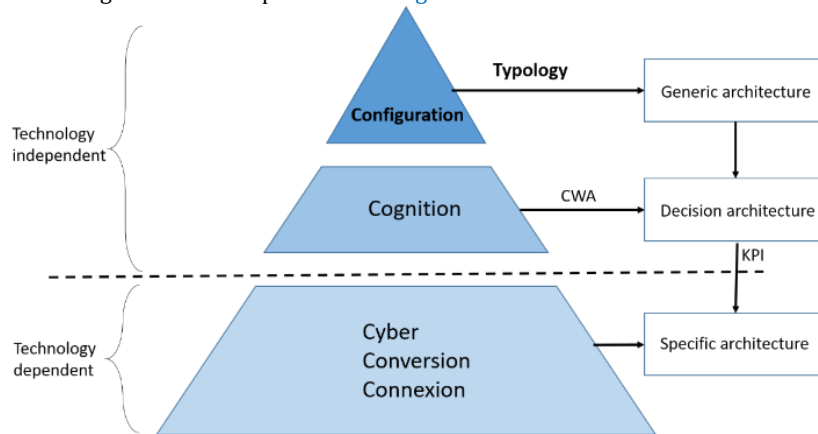 Typology
Generic architecture
Configuration
Technology
independent
Cognition
CWA
Decision architecture
KPI
Cyber
Conversion
Connexion
Technology
dependent
Specific architecture